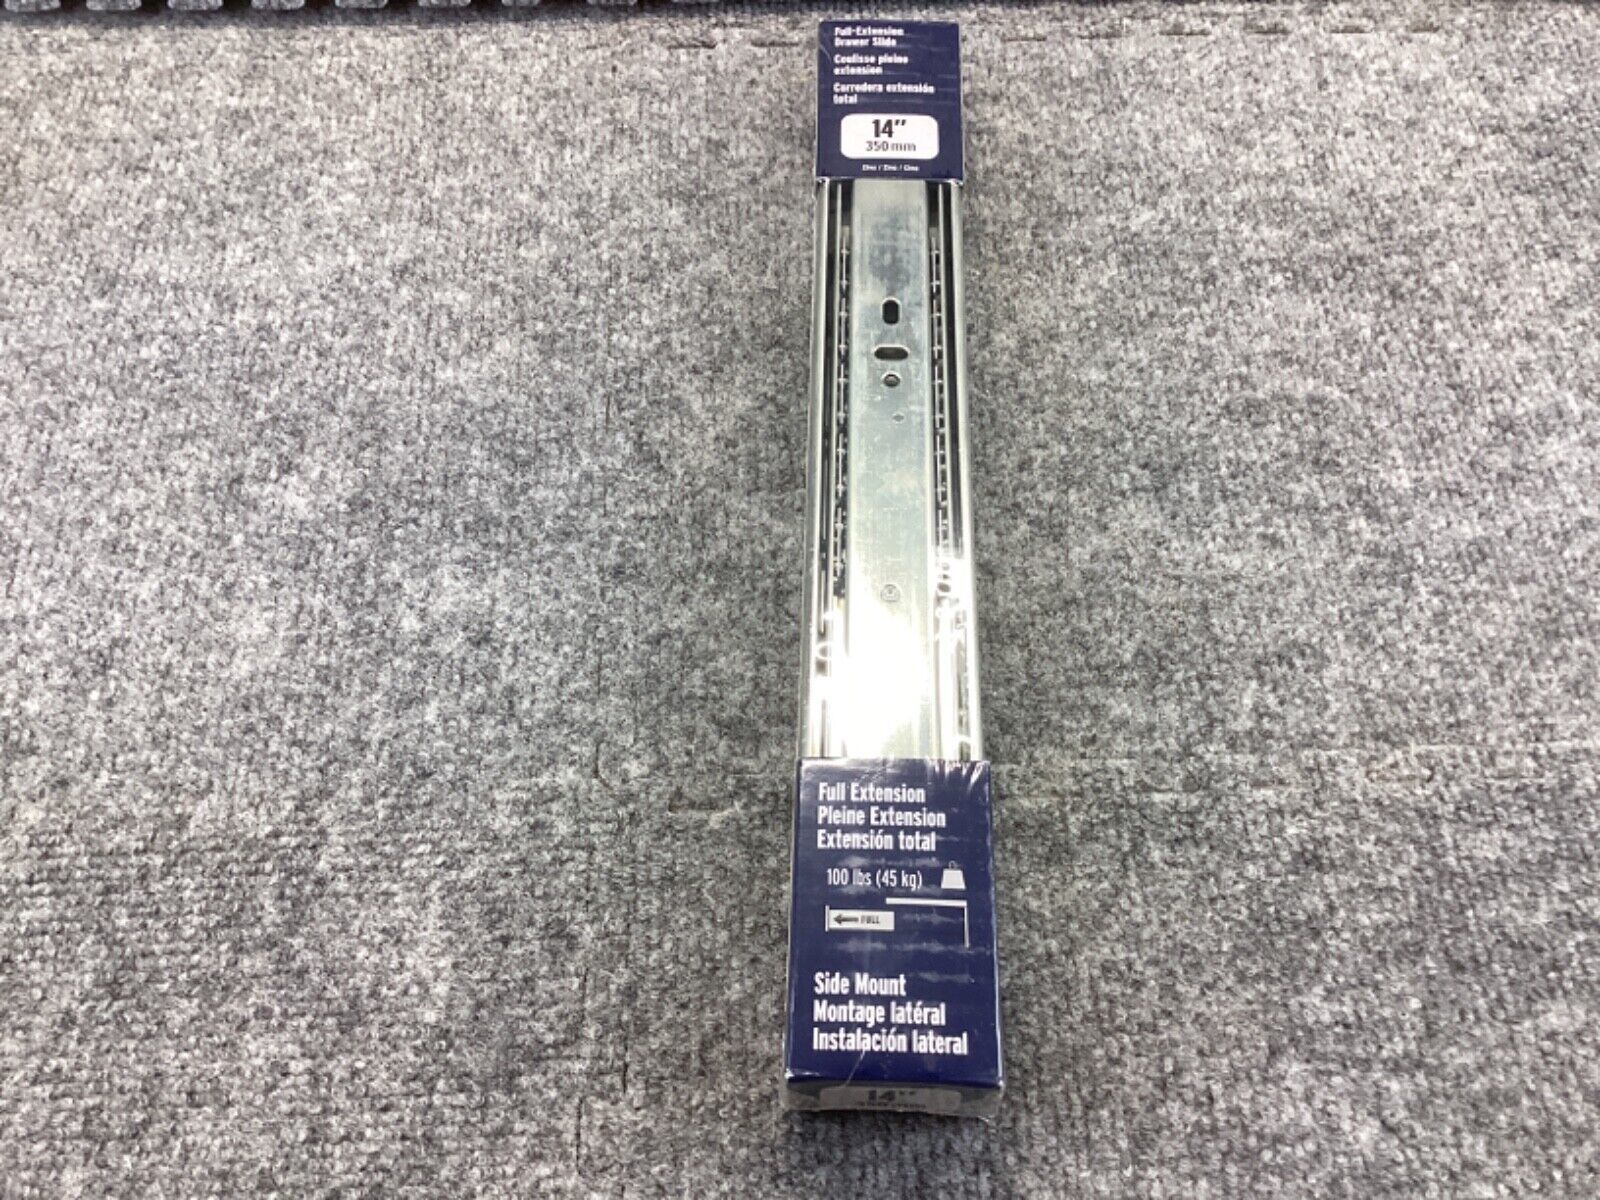 Full-Extension
Drawer Slide
Coulisse pleine
extension
Corredera extensión
total
14"
350 mm
Zinc / Zinc / Cinc
Full Extension
Pleine Extension
Extensión total
100 lbs (45 kg)
FULL
Side Mount
Montage latéral
Instalación lateral
14"